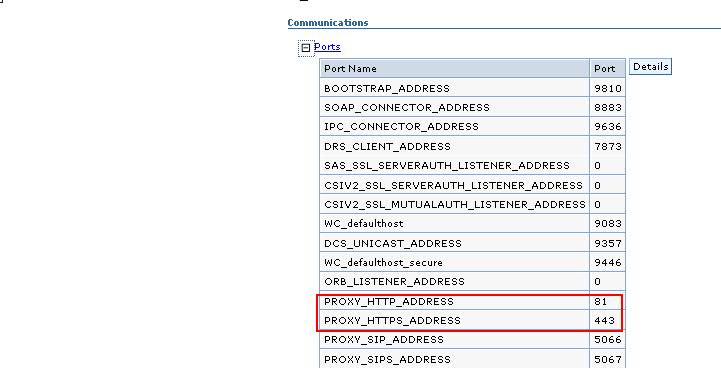 Communications
Ports
Port Name Port Details
BOOTSTRAP_ADDRESS 9810
SOAP_CONNECTOR_ADDRESS 8883
IPC_CONNECTOR_ADDRESS 9636
DRS_CLIENT_ADDRESS 7873
SAS_SSL_SERVERAUTH_LISTENER_ADDRESS 0
CSIV2_SSL_SERVERAUTH_LISTENER_ADDRESS 0
CSIV2_SSL_MUTUALAUTH_LISTENER_ADDRESS 0
WC_defaulthost 9083
DCS_UNICAST_ADDRESS 9357
WC_defaulthost_secure 9446
ORB_LISTENER_ADDRESS 0
PROXY_HTTP_ADDRESS 81
PROXY_HTTPS_ADDRESS 443
PROXY_SIP_ADDRESS 5066
PROXY_SIPS_ADDRESS 5067